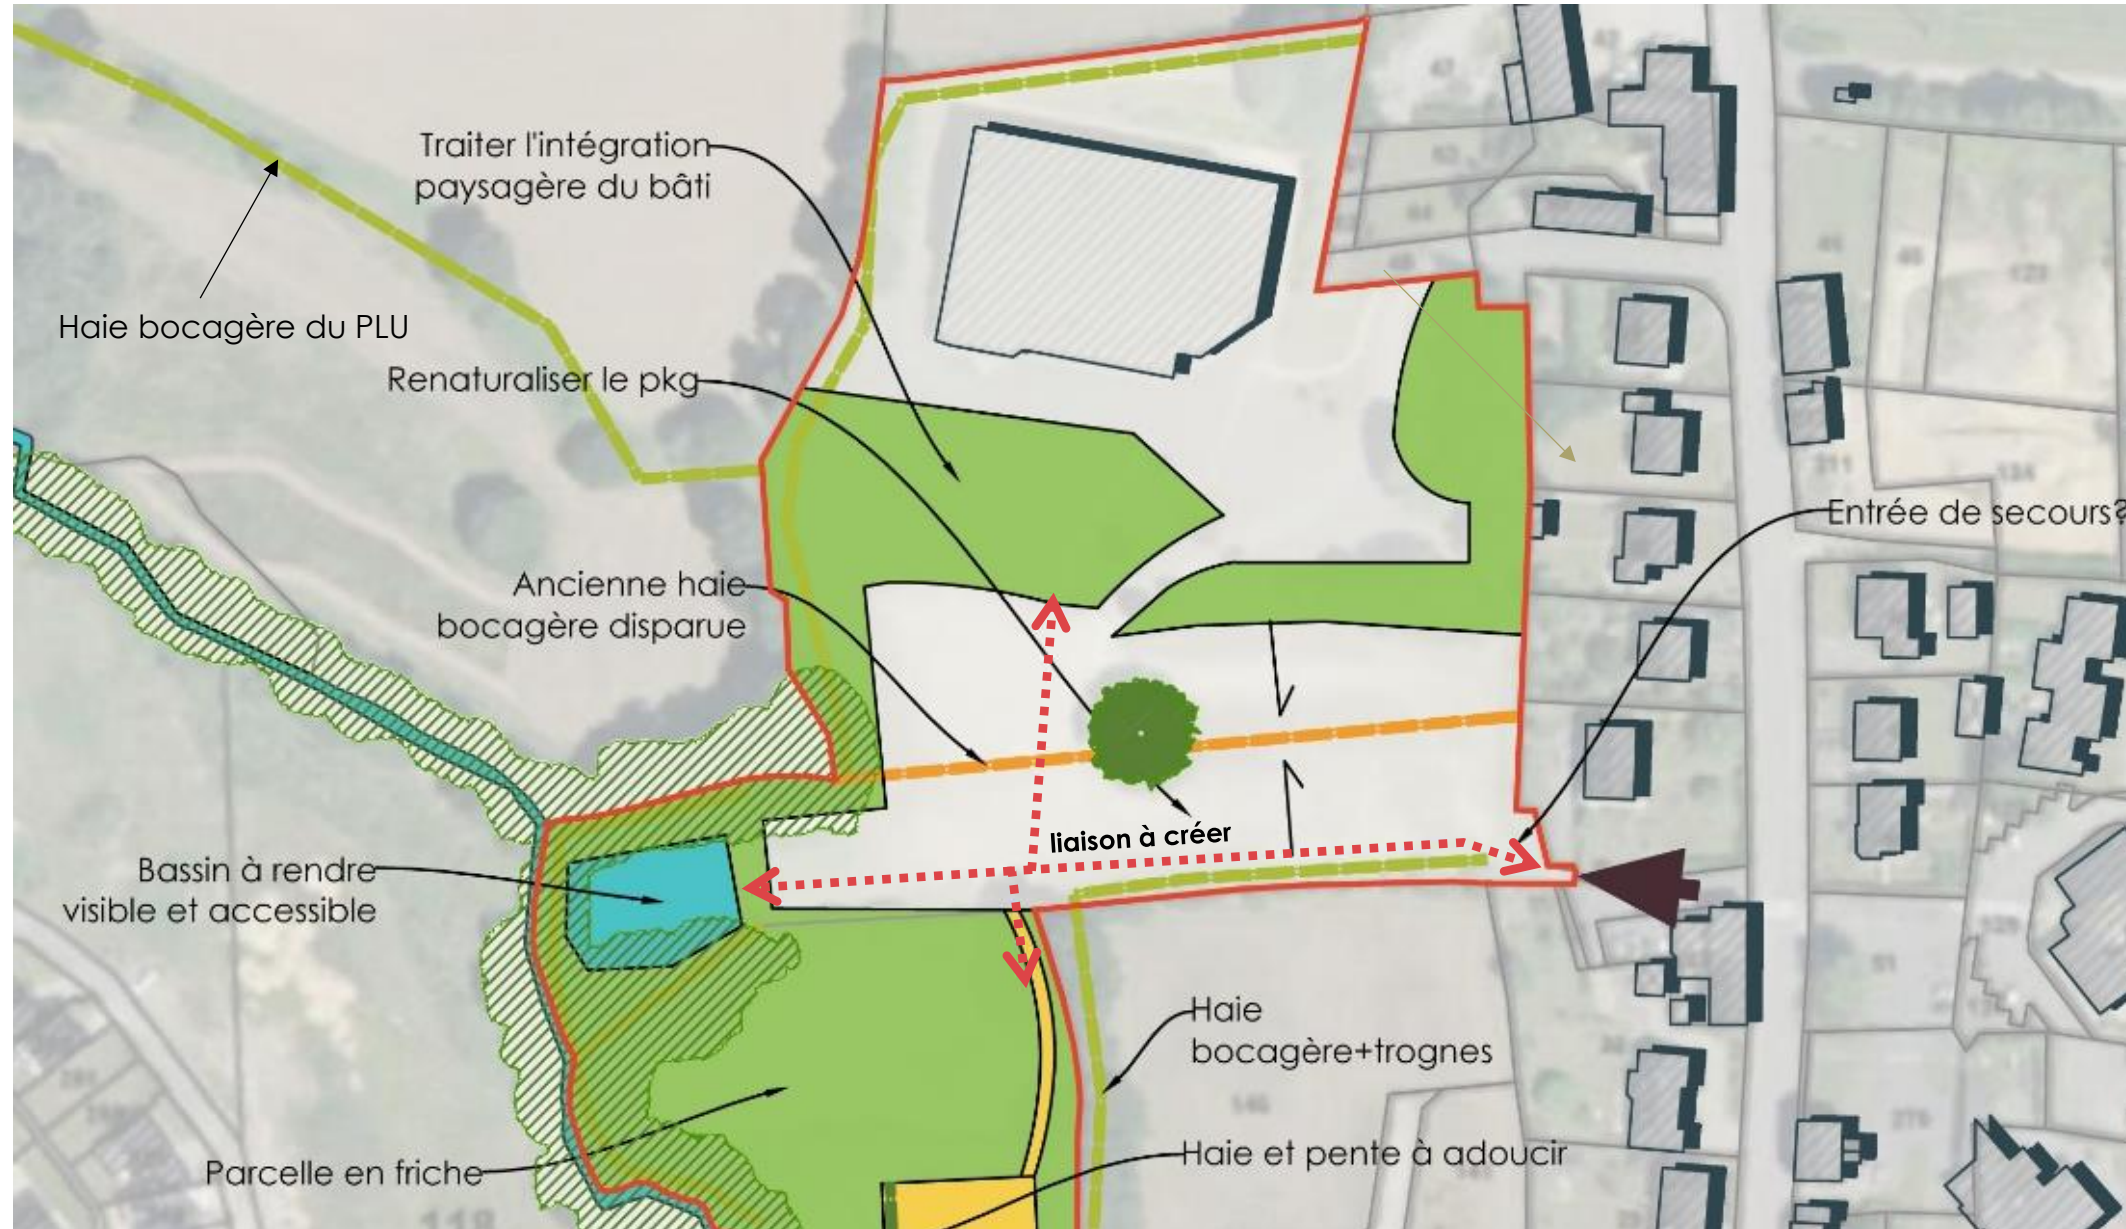 Traiter l'intégration
paysagère du bâti
Haie bocagère du PLU
Renaturaliser le pkg
Entrée de secours?
Ancienne haie
bocagère disparue
liaison à créer
Bassin à rendre
visible et accessible
Haie
bocagère+trognes
Haie et pente à adoucir
Parcelle en friche